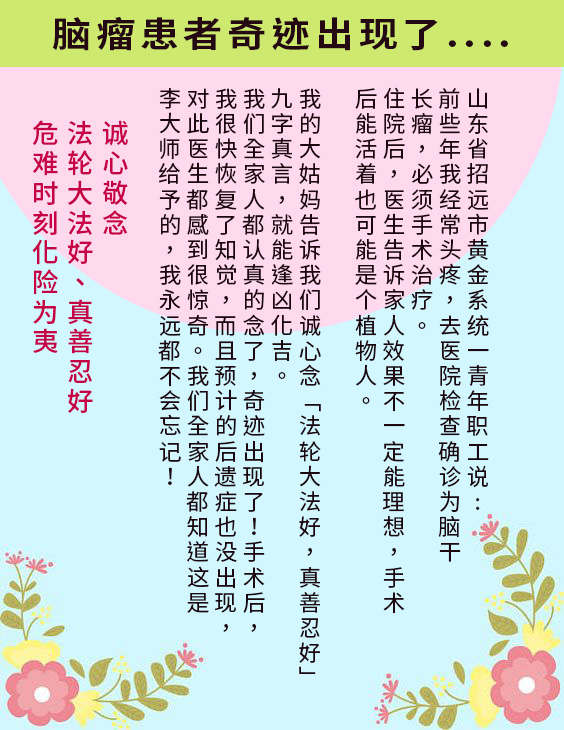 脑瘤患者奇迹出现了....
山东省招远市黄金系统一青年职工说：
前些年我经常头疼，去医院检查确诊为脑干
长瘤，必须手术治疗。
住院后，医生告诉家人效果不一定能理想，手术
后能活着也可能是个植物人。
我的大姑妈告诉我们诚心念「法轮大法好，真善忍好」
九字真言，就能逢凶化吉。
我们全家人都认真的念了，奇迹出现了！手术后，
我很快恢复了知觉，而且预计的后遗症也没出现，
对此医生都感到很惊奇。我们全家人都知道这是
李大师给予的，我永远都不会忘记！
诚心敬念
法轮大法好、真善忍好
危难时刻化险为夷